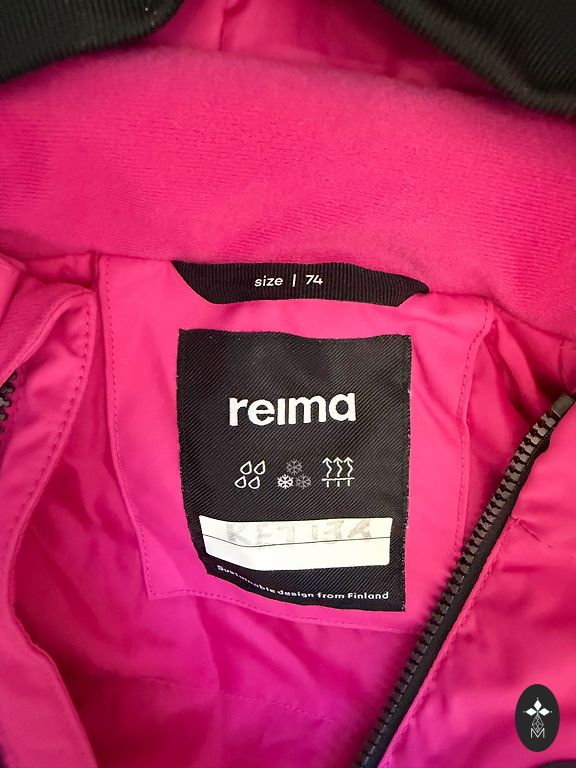 size | 74
reima
Sustainable design from Finland